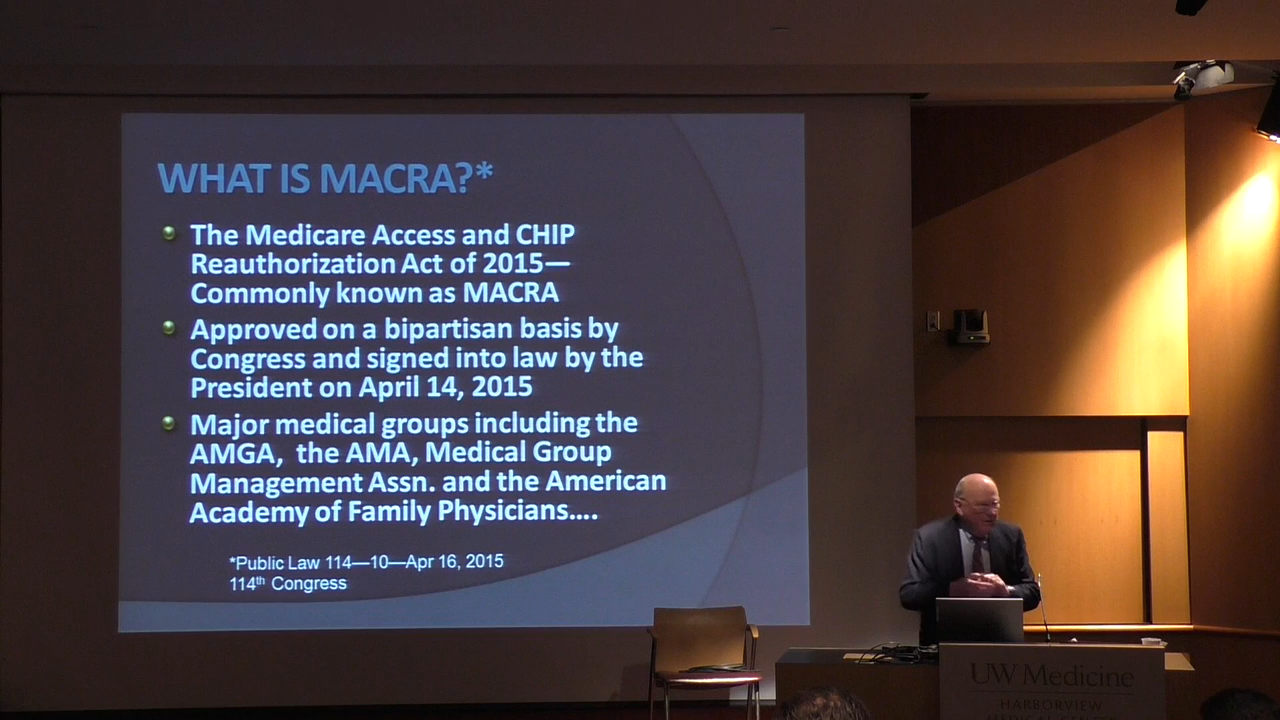 WHAT IS MACRA?*
The Medicare Access and CHIP
Reauthorization Act of 2015—
Commonly known as MACRA
Approved on a bipartisan basis by
Congress and signed into law by the
President on April 14, 2015
Major medical groups including the
AMGA, the AMA, Medical Group
Management Assn. and the American
Academy of Family Physicians....
*Public Law 114—10—Apr 16, 2015
114th Congress
UW Medicine
HARBORVIEW